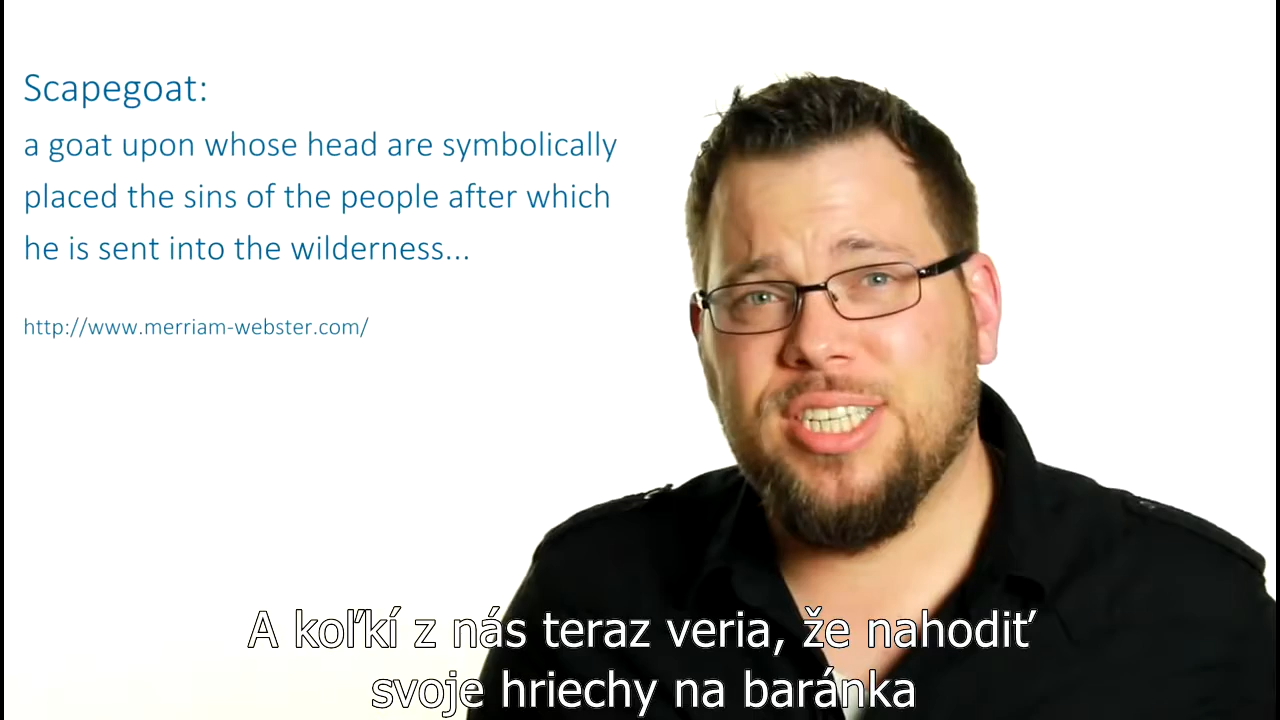 Scapegoat:
a goat upon whose head are symbolically
placed the sins of the people after which
he is sent into the wilderness...
http://www.merriam-webster.com/
A koľkí z nás teraz veria, že nahodiť
svoje hriechy na baránka